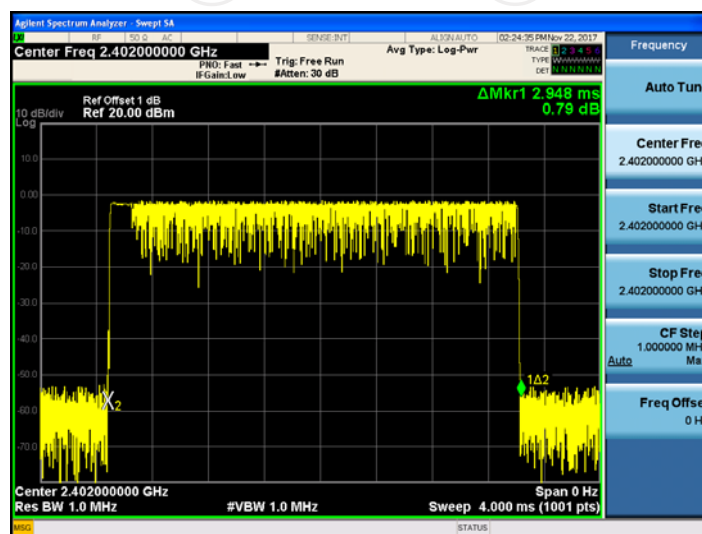 Agilent Spectrum Analyzer - Swept SA
LXI RF 50 Ω AC SENSE:INT ALIGNAUTO 02:24:35 PM Nov 22, 2017
Center Freq 2.402000000 GHz
PNO: Fast
IFGain:Low
Trig: Free Run
#Atten: 30 dB
Avg Type: Log-Pwr
TRACE 1 2 3 4 5 6
TYPE WWWWWW
DET N N N N N N
Frequency
Auto Tun
Center Fre
2.402000000 GH
Start Fre
2.402000000 GH
Stop Fre
2.402000000 GH
CF Step
1.000000 MH
Auto Ma
Freq Offse
0 H
ΔMkr1 2.948 ms
0.79 dB
Ref Offset 1 dB
10 dB/div Ref 20.00 dBm
Log
10.0
0.00
-10.0
-20.0
-30.0
-40.0
-50.0
-60.0
-70.0
X2
1Δ2
Center 2.402000000 GHz Span 0 Hz
Res BW 1.0 MHz #VBW 1.0 MHz Sweep 4.000 ms (1001 pts)
MSG STATUS